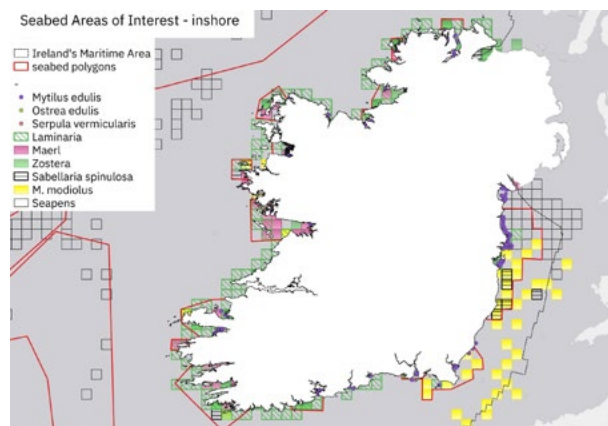 Seabed Areas of Interest - inshore
Ireland's Maritime Area
seabed polygons
Mytilus edulis
Ostrea edulis
Serpula vermicularis
Laminaria
Maerl
Zostera
Sabellaria spinulosa
M. modiolus
Seapens